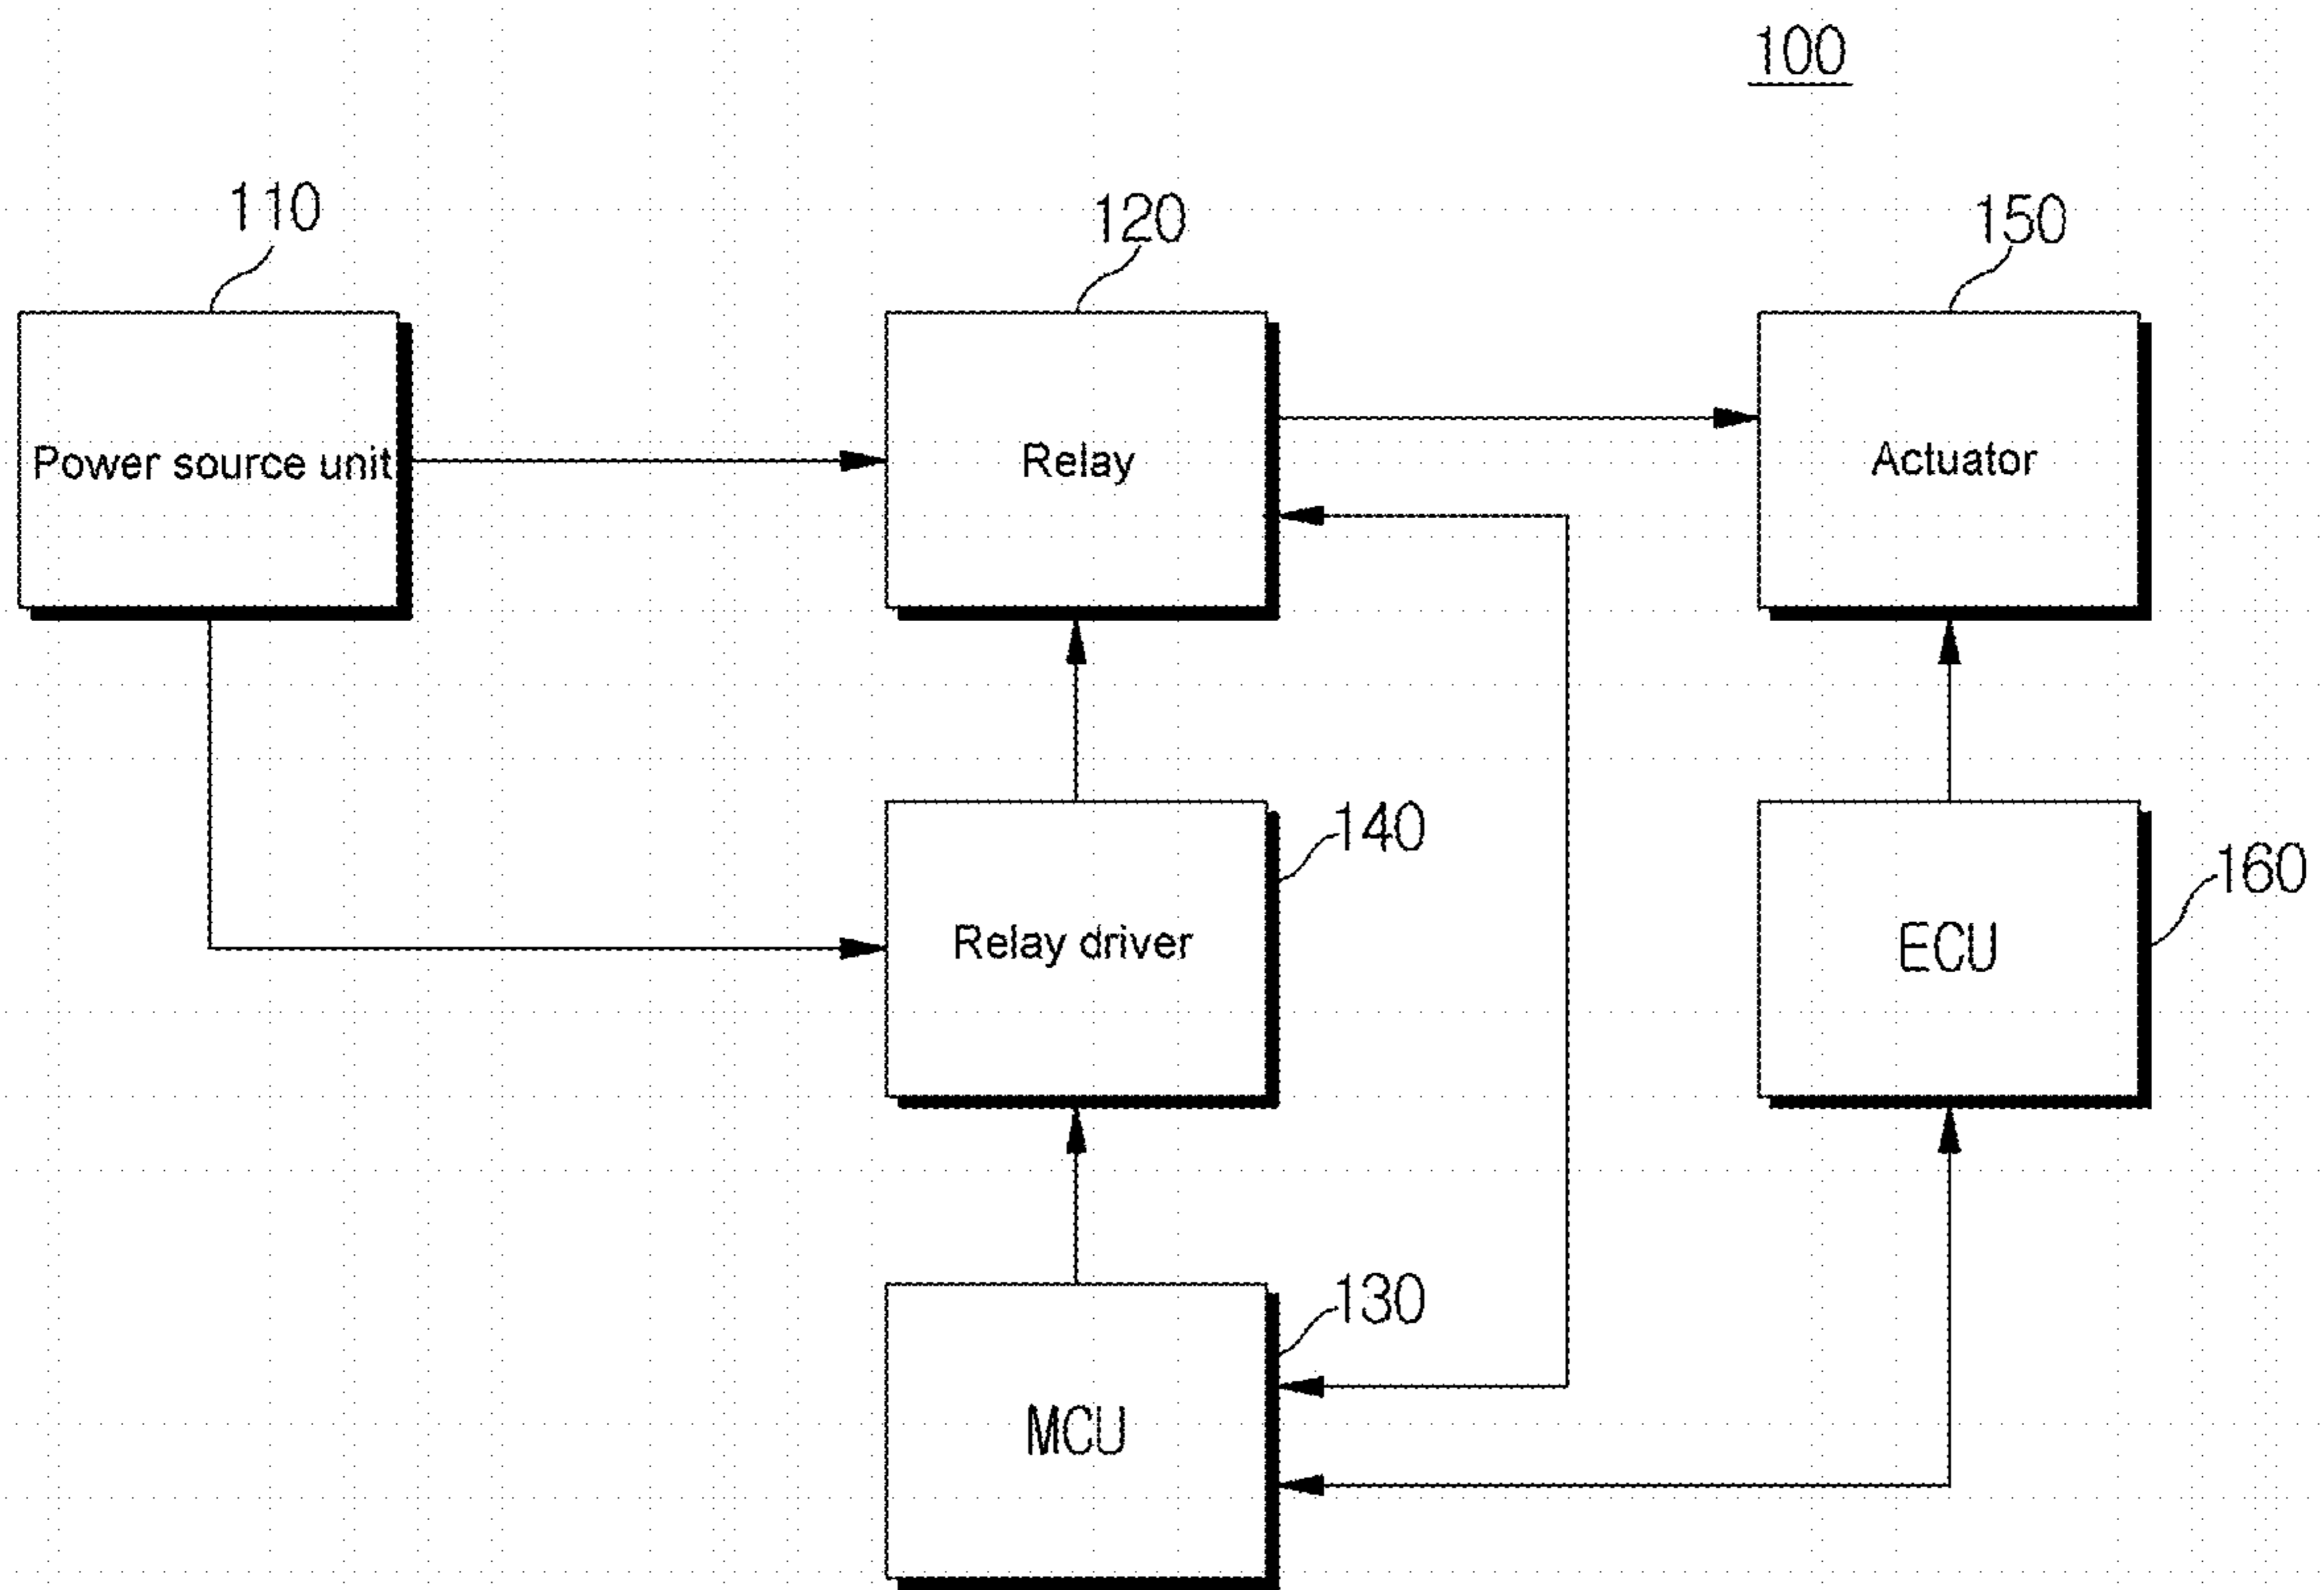 100
110
120
150
Power source unit
Relay
Actuator
140
160
Relay driver
ECU
130
MCU